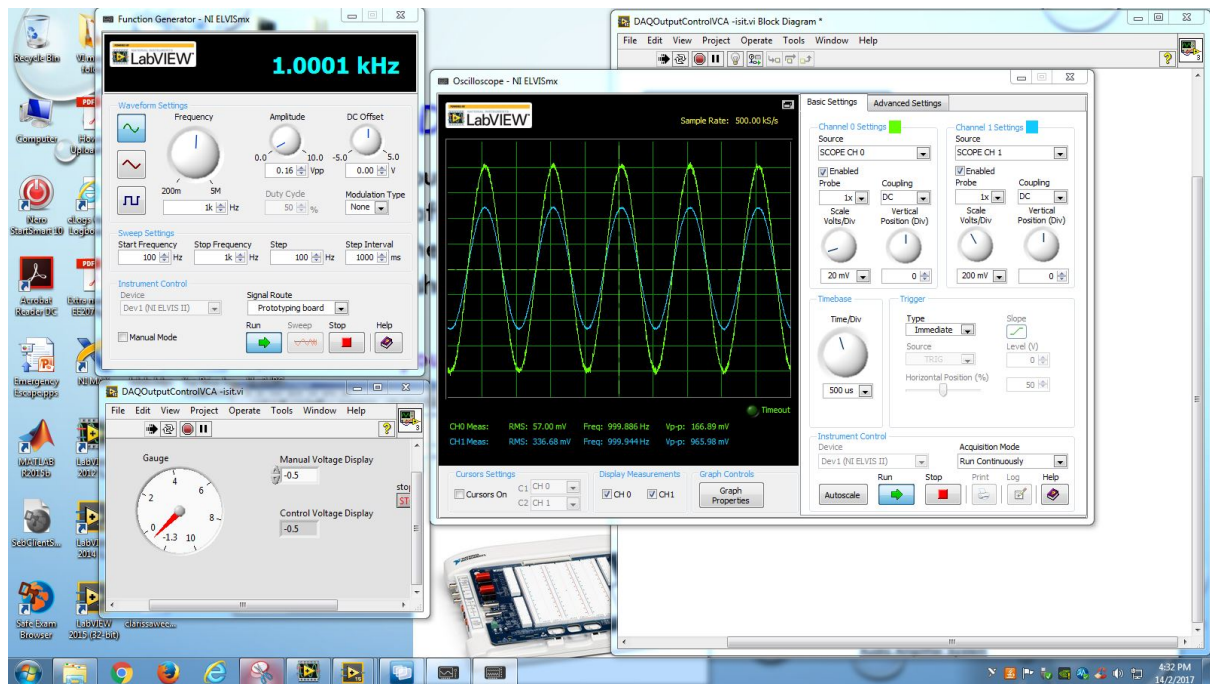 Function Generator - NI ELVISmx
LabVIEW
1.0001 kHz
Waveform Settings
Frequency
Amplitude
DC Offset
0.0 10.0
-5.0 5.0
0.16 Vpp
0.00 V
200m 5M
Duty Cycle
Modulation Type
1k Hz
50 %
None
Sweep Settings
Start Frequency
Stop Frequency
Step
Step Interval
100 Hz
1k Hz
100 Hz
1000 ms
Instrument Control
Device
Signal Route
Dev1 (NI ELVIS II)
Prototyping board
Manual Mode
Run
Sweep
Stop
Help
DAQOutputControlVCA -isit.vi
File Edit View Project Operate Tools Window Help
Gauge
Manual Voltage Display
-0.5
stop
ST
Control Voltage Display
-0.5
0 2 4 6 8 10
-1.3
DAQOutputControlVCA -isit.vi Block Diagram *
File Edit View Project Operate Tools Window Help
Oscilloscope - NI ELVISmx
LabVIEW
Sample Rate: 500.00 kS/s
Timeout
CH0 Meas: RMS: 57.00 mV Freq: 999.886 Hz Vp-p: 166.89 mV
CH1 Meas: RMS: 336.68 mV Freq: 999.944 Hz Vp-p: 965.98 mV
Cursors Settings
Cursors On
C1 CH 0
C2 CH 1
Display Measurements
CH 0 CH1
Graph Controls
Graph Properties
Basic Settings
Advanced Settings
Channel 0 Settings
Source
SCOPE CH 0
Enabled
Probe
Coupling
1x
DC
Scale Volts/Div
Vertical Position (Div)
20 mV
0
Channel 1 Settings
Source
SCOPE CH 1
Enabled
Probe
Coupling
1x
DC
Scale Volts/Div
Vertical Position (Div)
200 mV
0
Timebase
Time/Div
500 us
Trigger
Type
Immediate
Slope
Source
TRIG
Level (V)
0
Horizontal Position (%)
50
Instrument Control
Device
Dev1 (NI ELVIS II)
Acquisition Mode
Run Continuously
Autoscale
Run
Stop
Print
Log
Help
Recycle Bin
Computer
Nero
StartSmart 10
Acrobat
Reader DC
Emergency
Escape.pps
MATLAB
R2015b
SebClientS...
Safe Exam
Browser
LabVIEW
2015 (32-bit)
clarissawee...
Audio Amplifier System
4:32 PM
14/2/2017